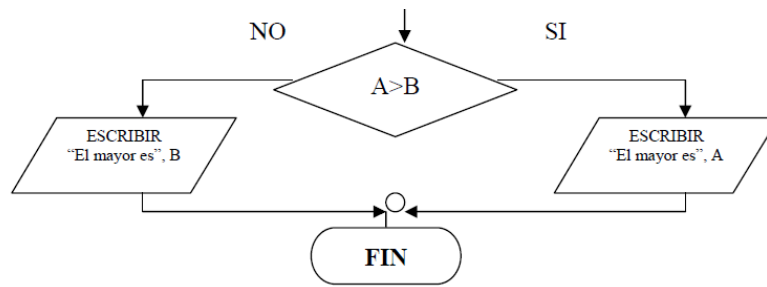 NO
SI
A>B
ESCRIBIR
“El mayor es”, B
ESCRIBIR
“El mayor es”, A
FIN